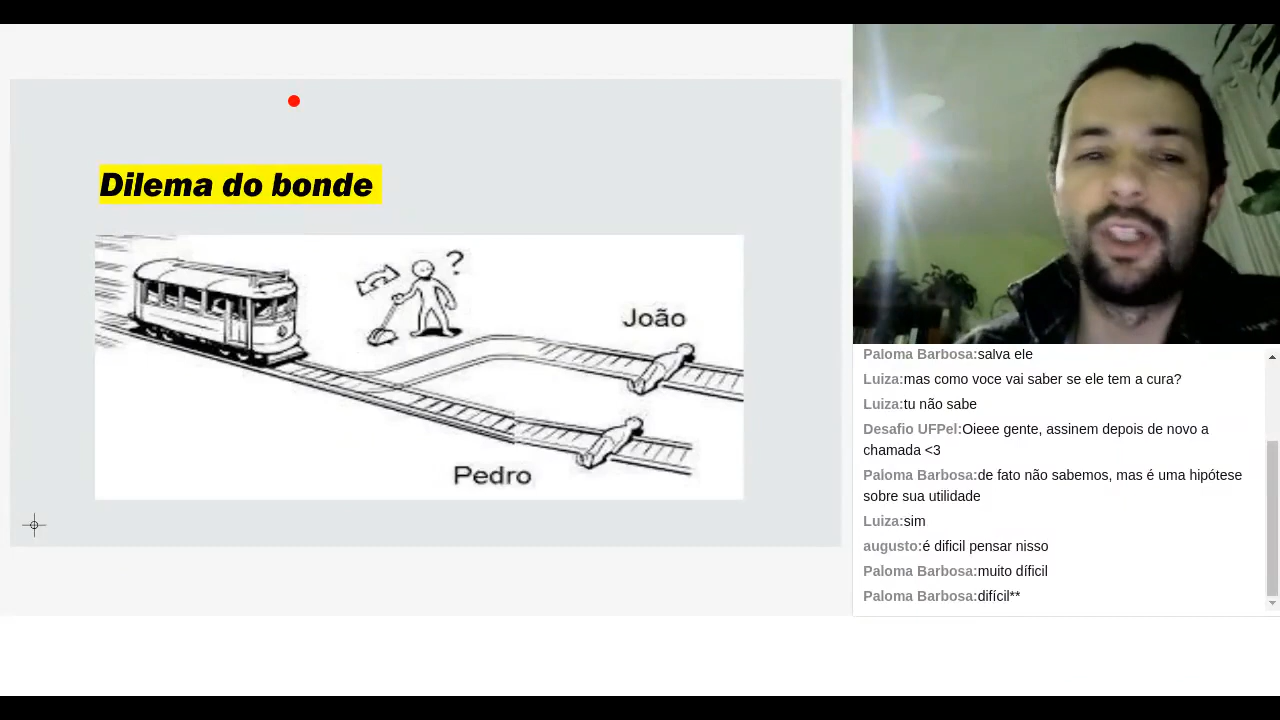 Dilema do bonde
?
João
Pedro
Paloma Barbosa:salva ele
Luiza:mas como voce vai saber se ele tem a cura?
Luiza:tu não sabe
Desafio UFPel:Oieee gente, assinem depois de novo a
chamada <3
Paloma Barbosa:de fato não sabemos, mas é uma hipótese
sobre sua utilidade
Luiza:sim
augusto:é dificil pensar nisso
Paloma Barbosa:muito díficil
Paloma Barbosa:difícil**